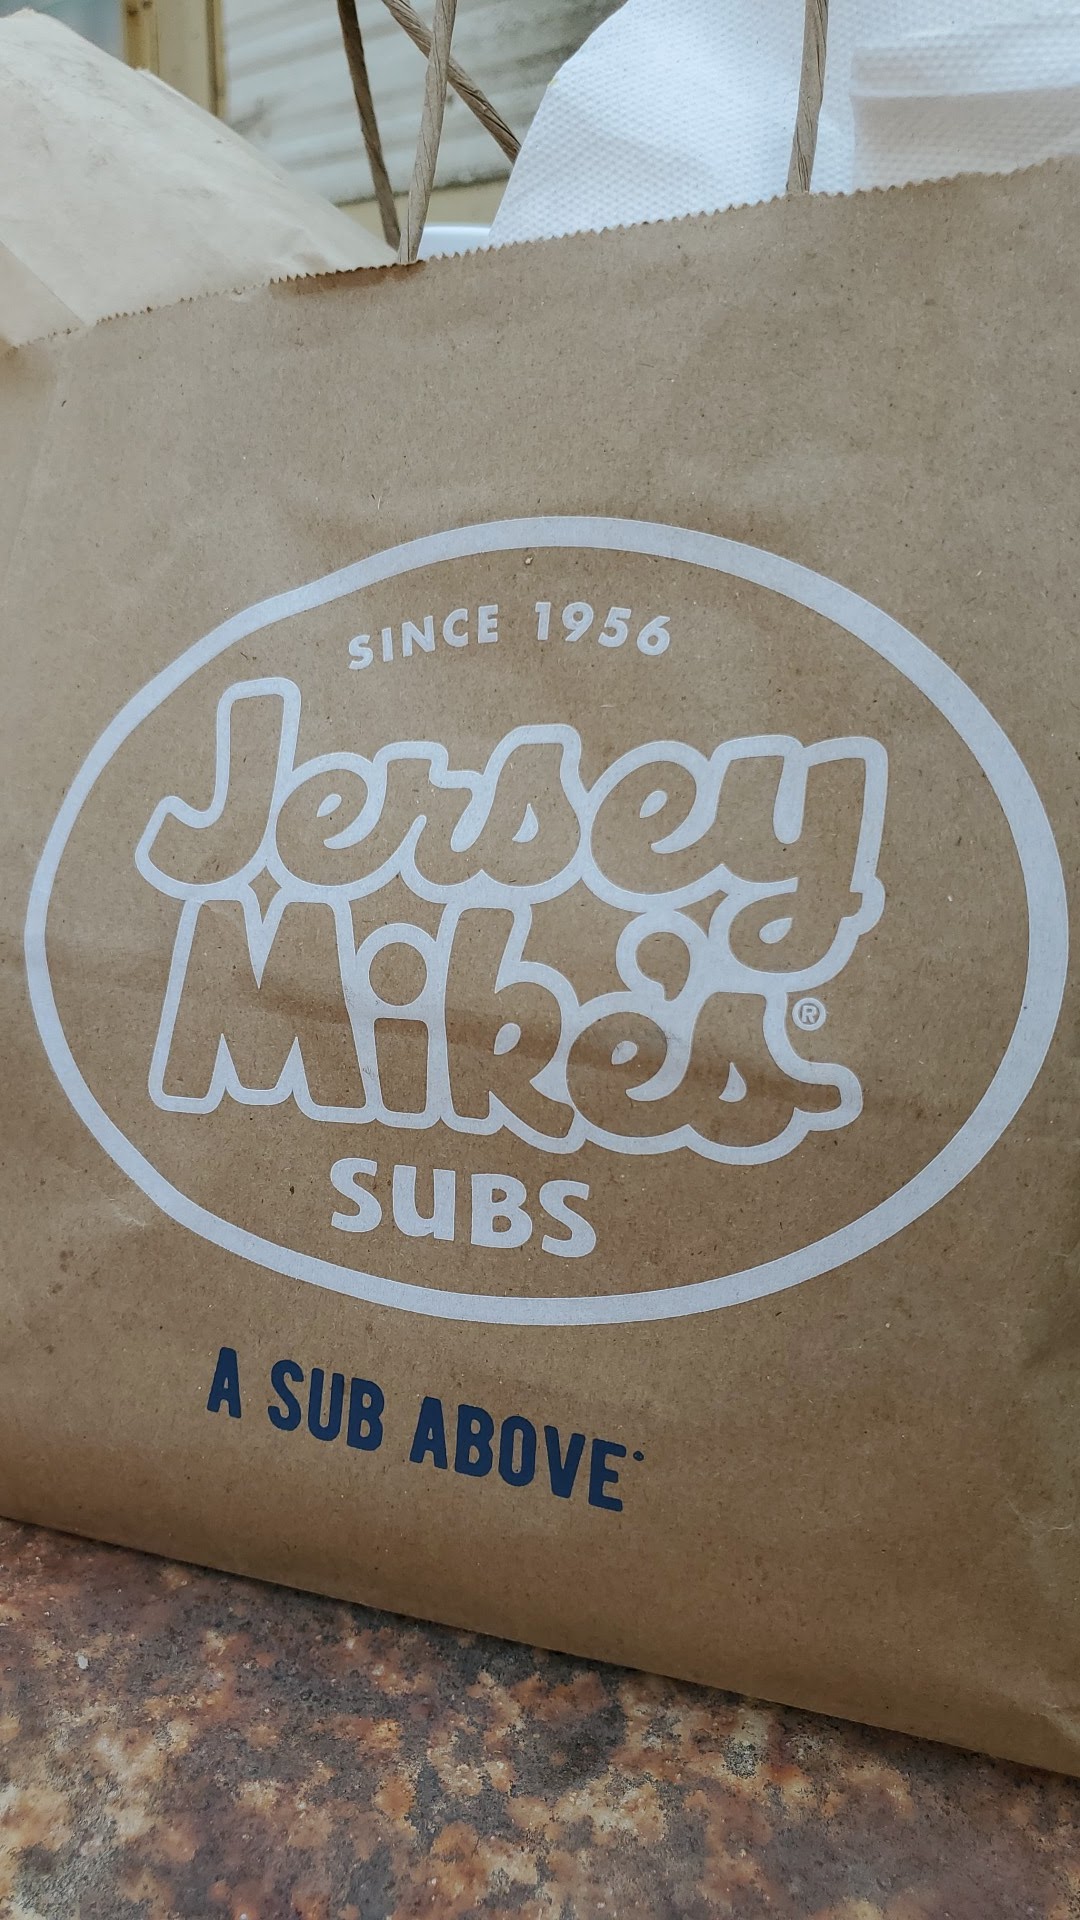 SINCE 1956
Jersey
Mike's®
SUBS
A SUB ABOVE